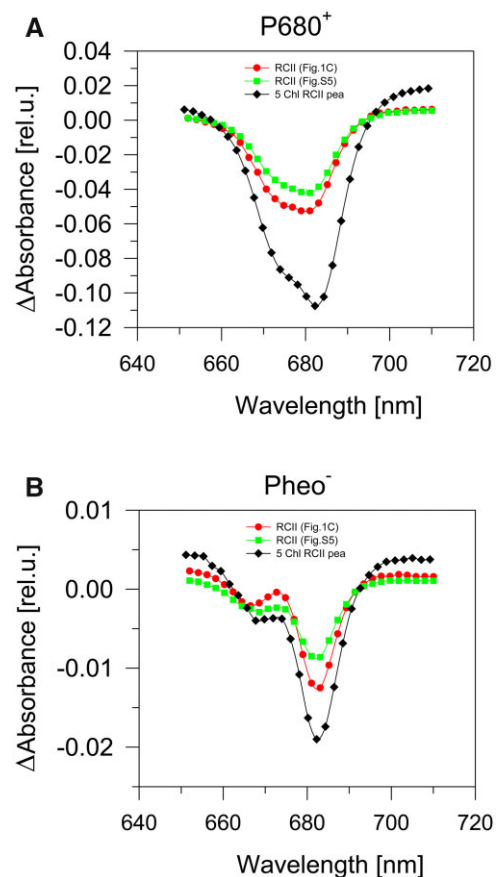 A
P680+
0.04
0.02
0.00
-0.02
-0.04
-0.06
-0.08
-0.10
-0.12
ΔAbsorbance [rel.u.]
RCII (Fig.1C)
RCII (Fig.S5)
5 Chl RCII pea
640 660 680 700 720
Wavelength [nm]
B
Pheo-
0.01
0.00
-0.01
-0.02
ΔAbsorbance [rel.u.]
RCII (Fig.1C)
RCII (Fig.S5)
5 Chl RCII pea
640 660 680 700 720
Wavelength [nm]